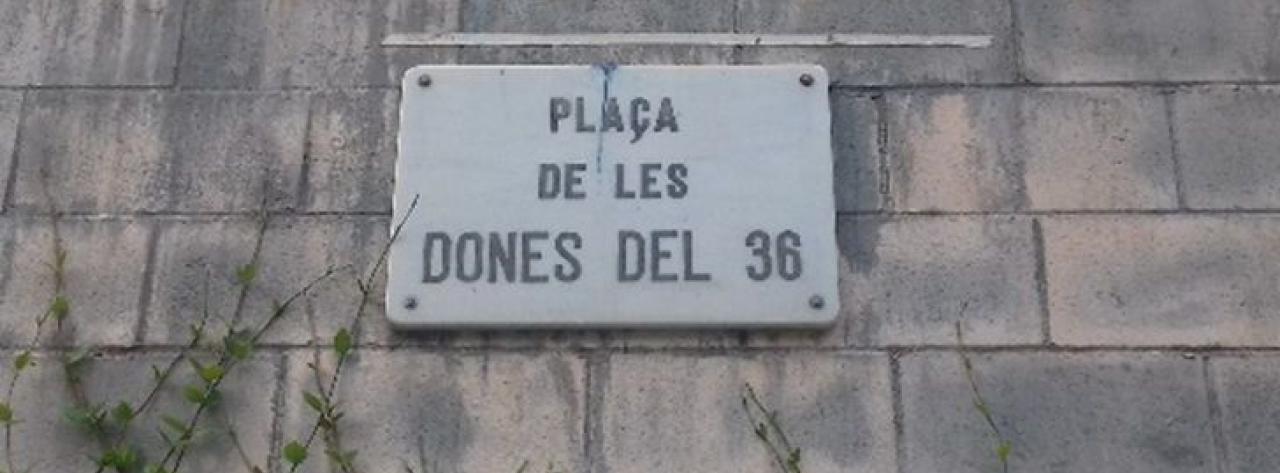 PLAÇA
DE LES
DONES DEL 36